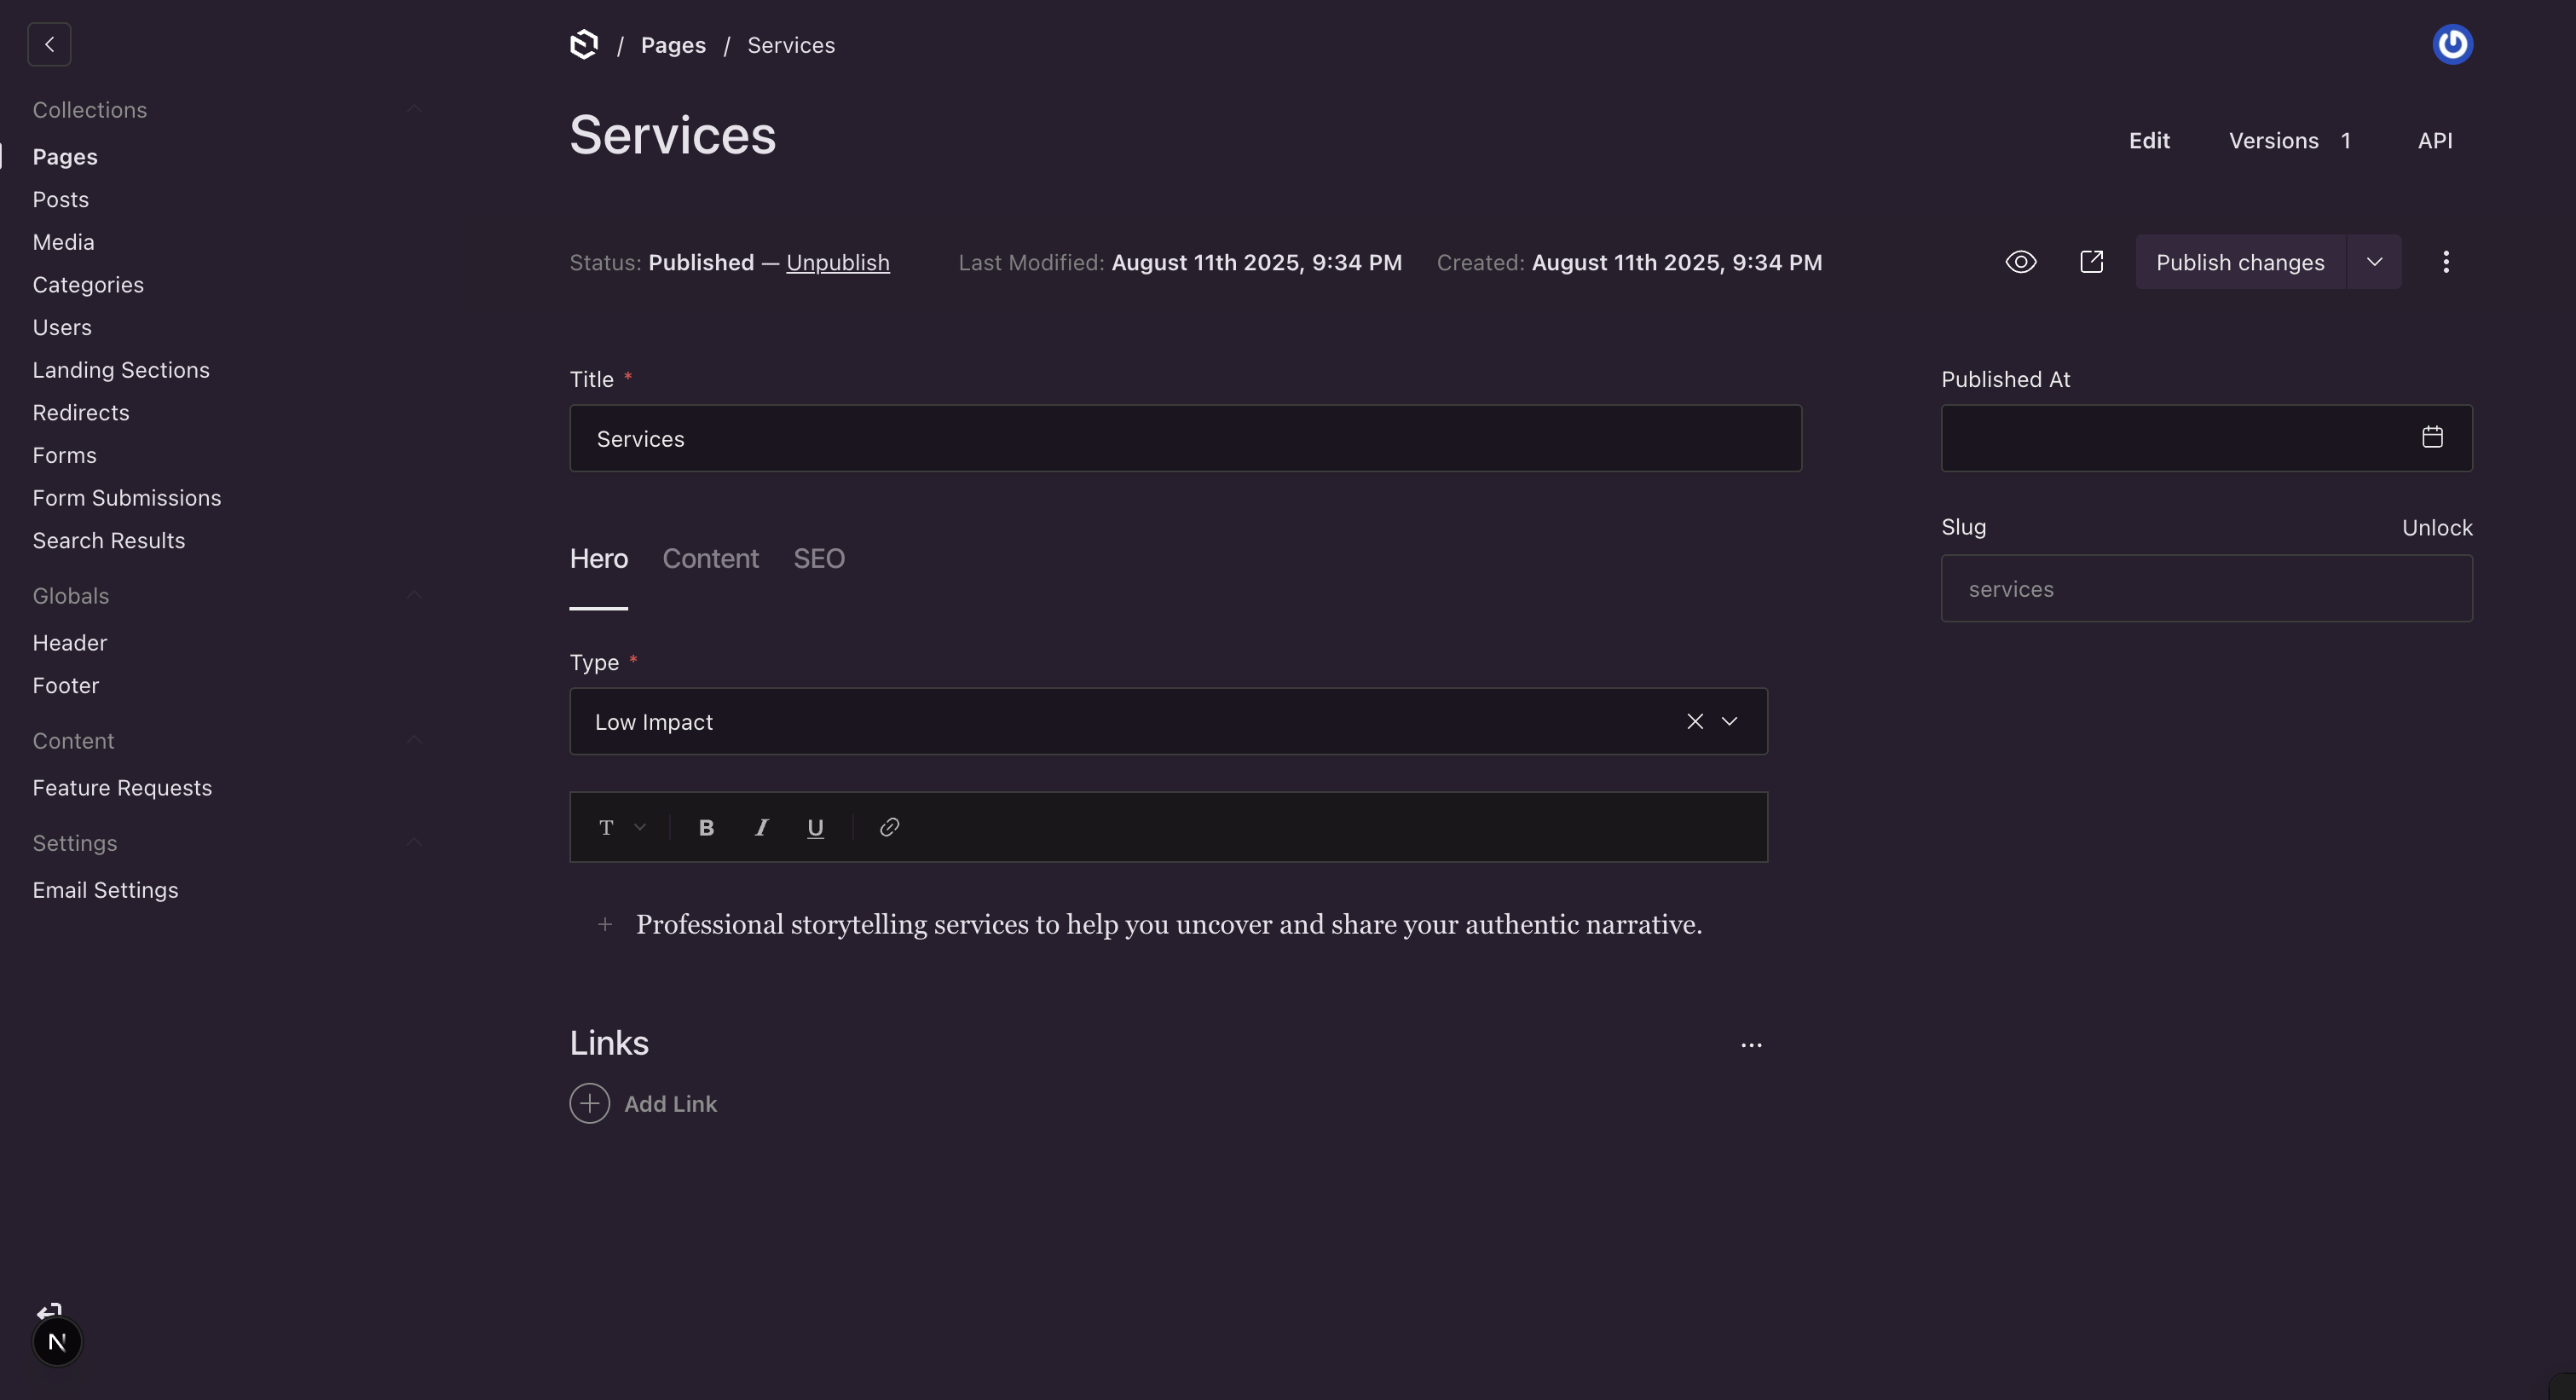 / Pages / Services
Collections
Pages
Posts
Media
Categories
Users
Landing Sections
Redirects
Forms
Form Submissions
Search Results
Globals
Header
Footer
Content
Feature Requests
Settings
Email Settings
N
Services
Edit Versions 1 API
Status: Published — Unpublish Last Modified: August 11th 2025, 9:34 PM Created: August 11th 2025, 9:34 PM
Publish changes
Title *
Services
Hero Content SEO
Type *
Low Impact
T B I U
Professional storytelling services to help you uncover and share your authentic narrative.
Links
Add Link
Published At
Slug Unlock
services